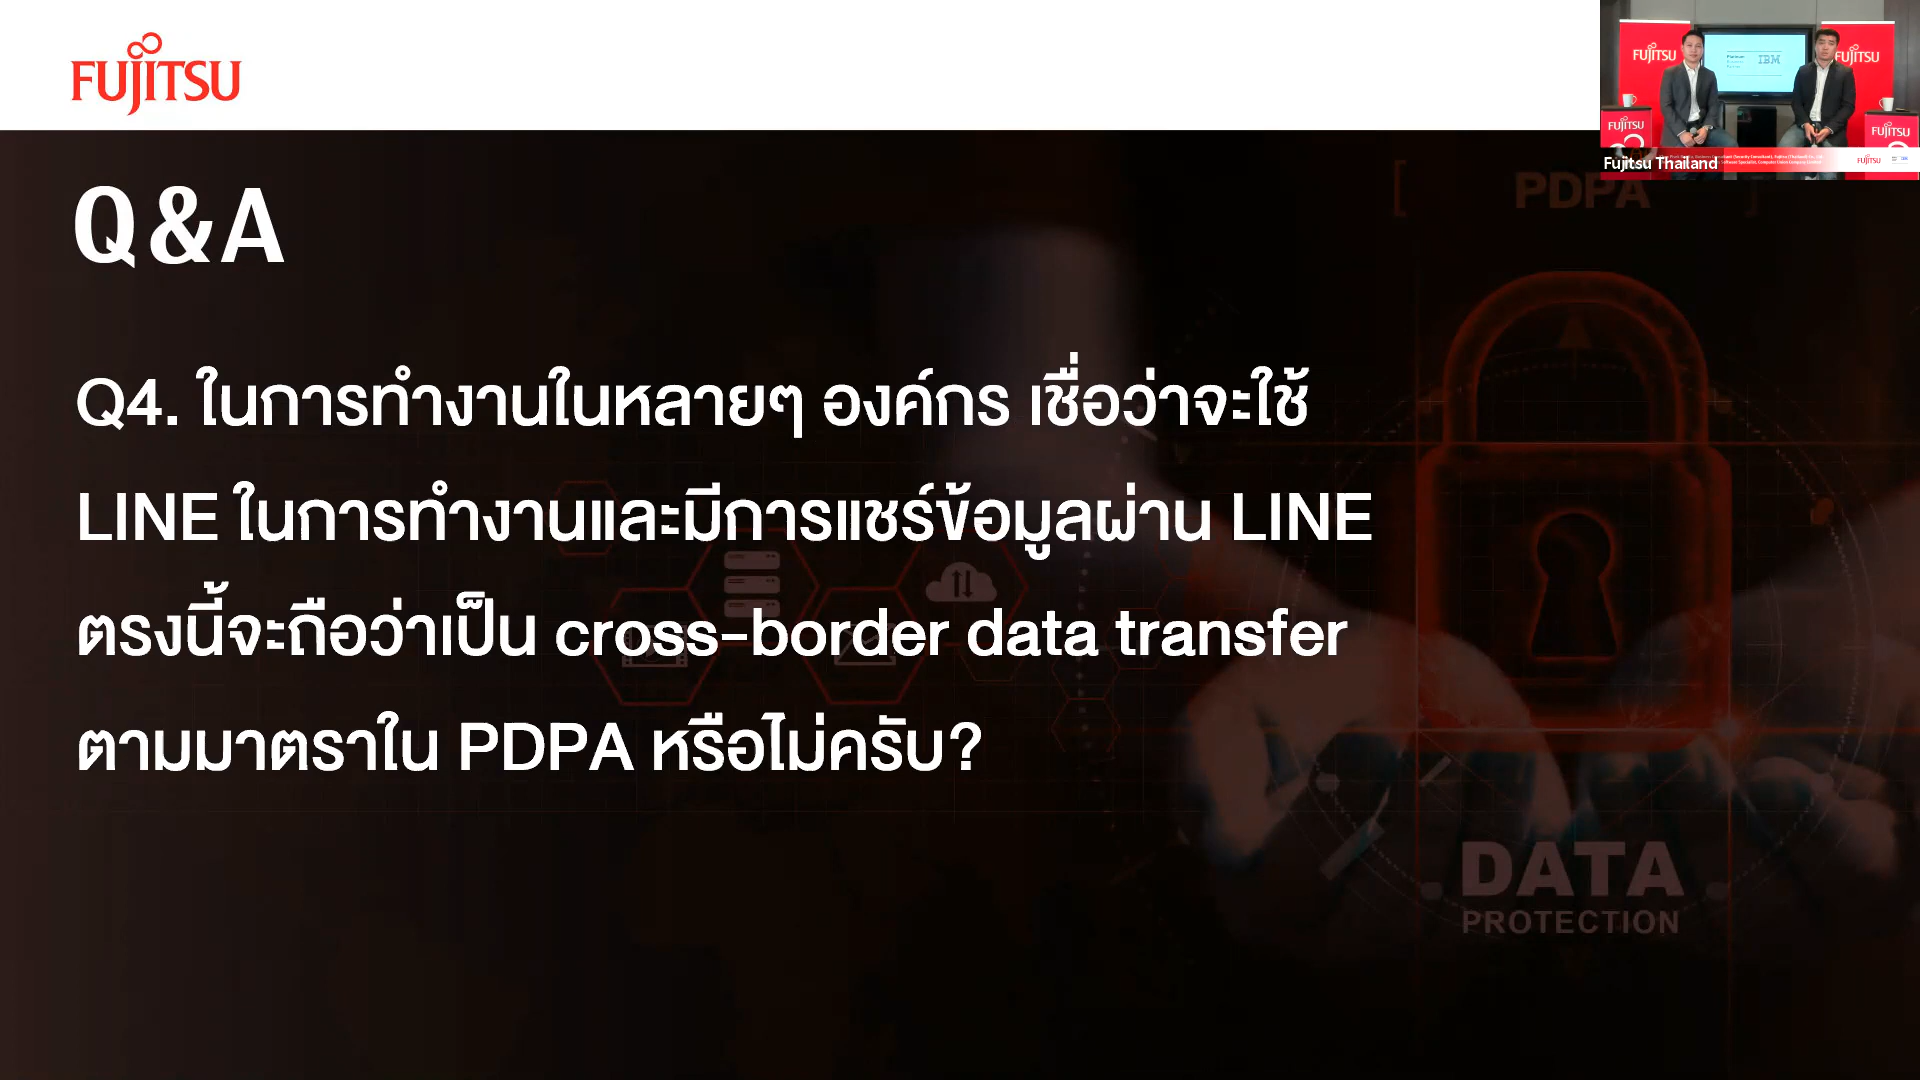 FUJITSU
FUJITSU
FUJITSU
IBM
FUJITSU
FUJITSU
Fujitsu Thailand
FUJITSU
PDPA
Q&A
Q4. ในการทำงานในหลายๆ องค์กร เชื่อว่าจะใช้
LINE ในการทำงานและมีการแชร์ข้อมูลผ่าน LINE
ตรงนี้จะถือว่าเป็น cross-border data transfer
ตามมาตราใน PDPA หรือไม่ครับ?
DATA
PROTECTION